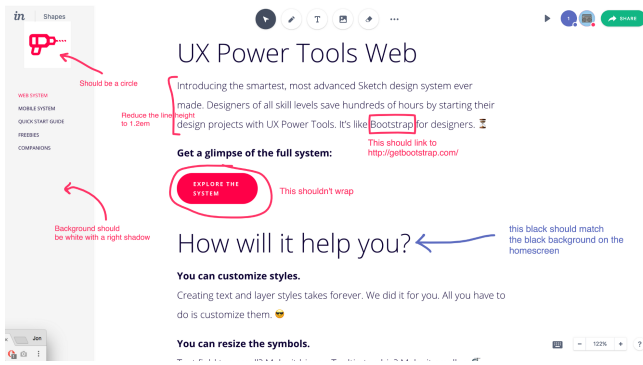 in Shapes
T
1
SHARE
UX Power Tools Web
Should be a circle
Introducing the smartest, most advanced Sketch design system ever
WEB SYSTEM
made. Designers of all skill levels save hundreds of hours by starting their
MOBILE SYSTEM
Reduce the line height
to 1.2em
QUICK START GUIDE
design projects with UX Power Tools. It's like Bootstrap for designers. ⏳
FREEBIES
COMPANIONS
This should link to
http://getbootstrap.com/
Get a glimpse of the full system:
EXPLORE THE
SYSTEM
This shouldn't wrap
Background should
be white with a right shadow
How will it help you?
this black should match
the black background on the
homescreen
You can customize styles.
Creating text and layer styles takes forever. We did it for you. All you have to
do is customize them. 😎
Jon
You can resize the symbols.
122%
?